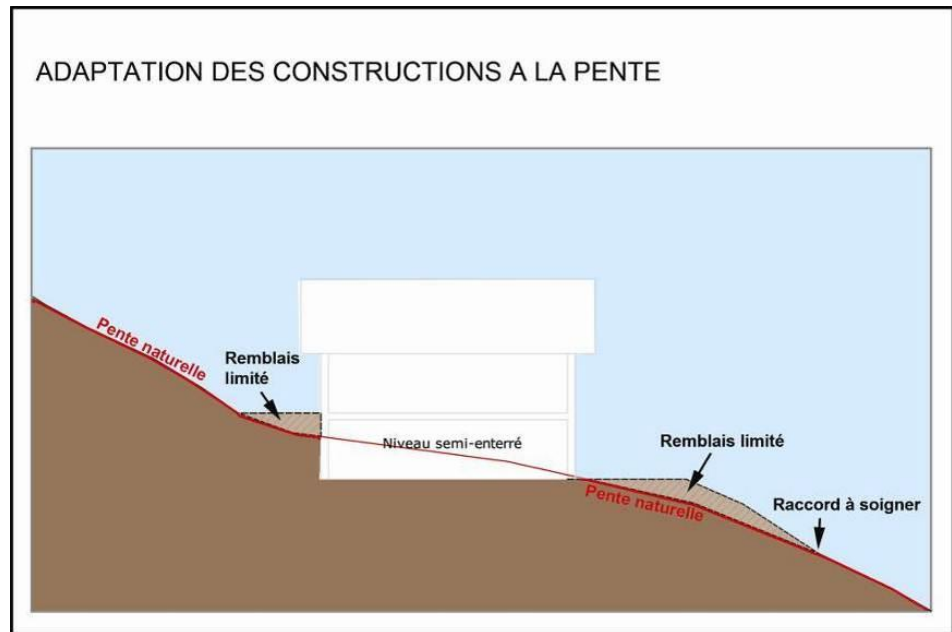 ADAPTATION DES CONSTRUCTIONS A LA PENTE
Pente naturelle
Remblais
limité
Niveau semi-enterré
Remblais limité
Pente naturelle
Raccord à soigner